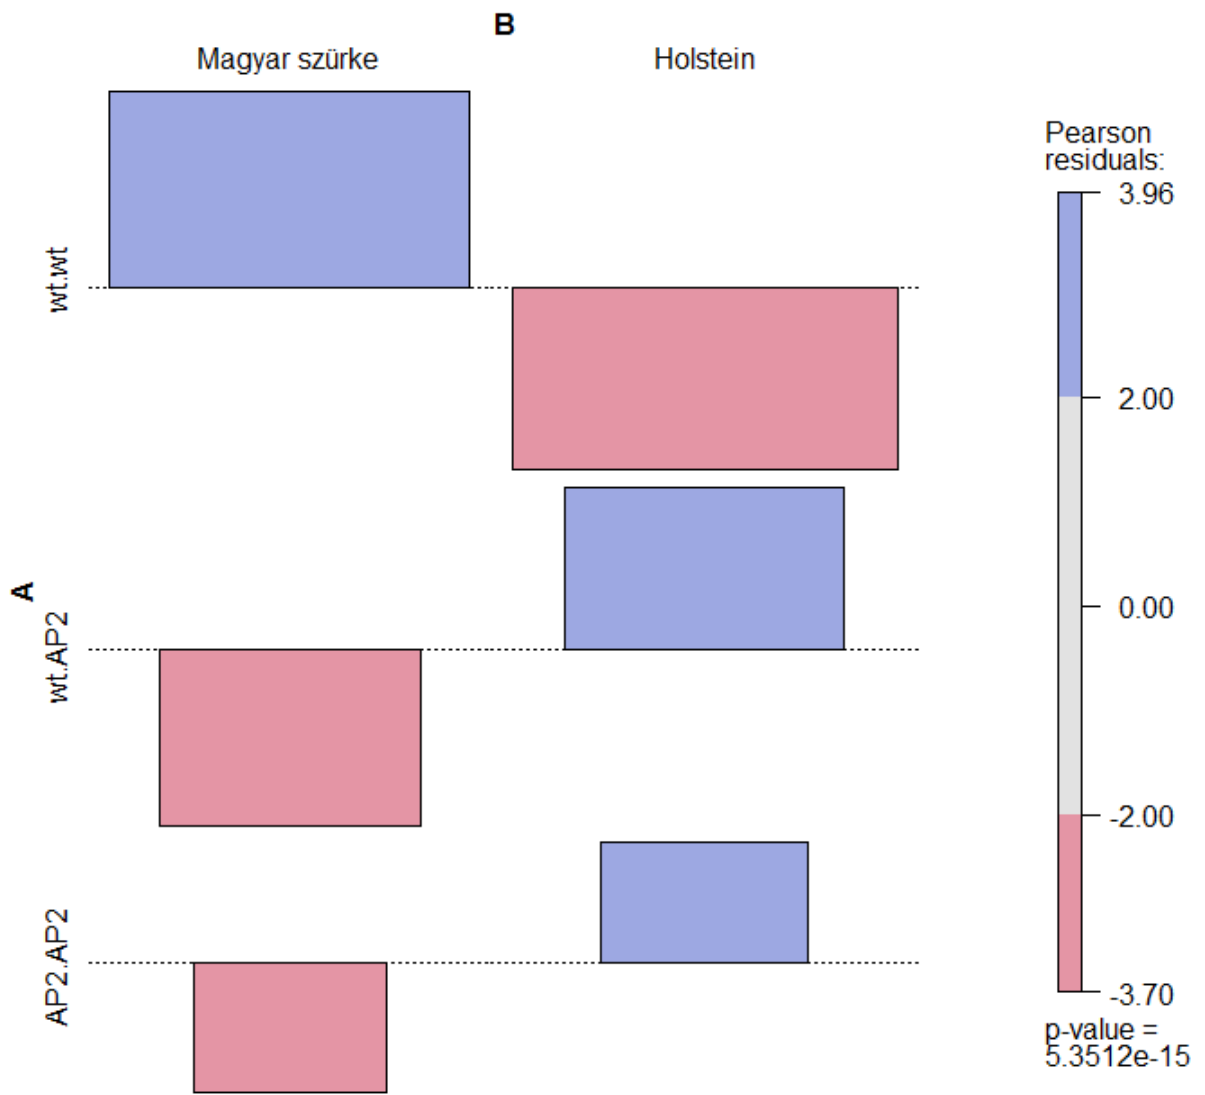 B
Magyar szürke
Holstein
A
wt.wt
wt.AP2
AP2.AP2
Pearson
residuals:
3.96
2.00
0.00
-2.00
-3.70
p-value =
5.3512e-15